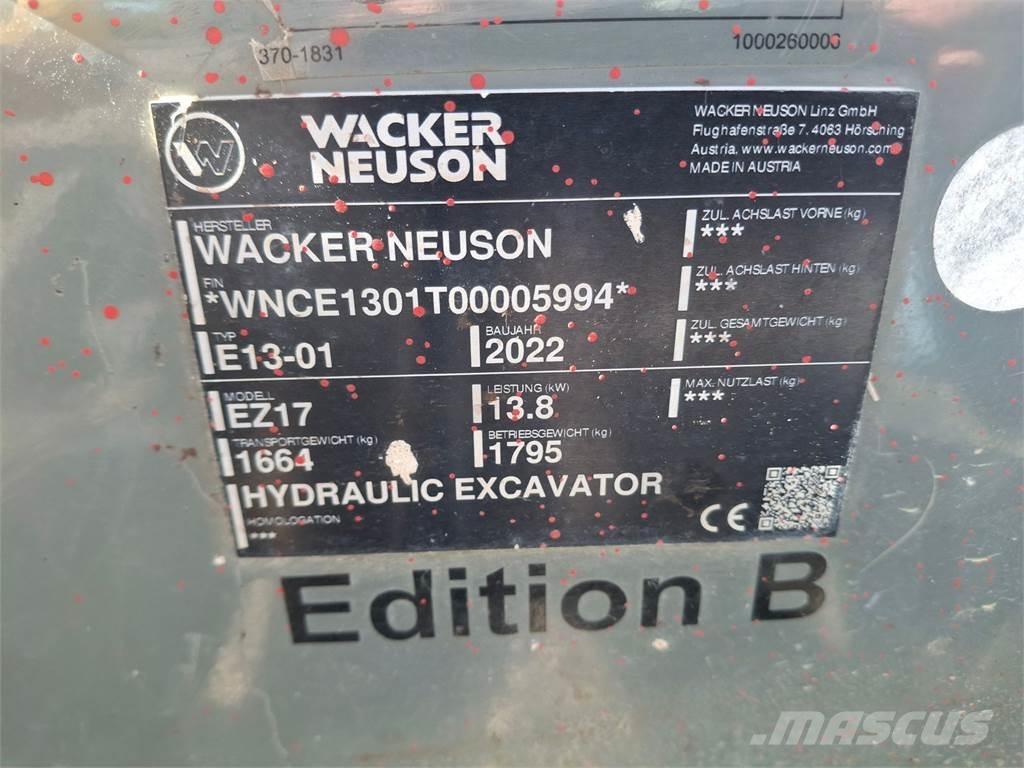 370-1831
1000260006
WACKER
NEUSON
WACKER NEUSON Linz GmbH
Flughafenstraße 7, 4063 Hörsching
Austria, www.wackerneuson.com
MADE IN AUSTRIA
HERSTELLER
WACKER NEUSON
ZUL. ACHSLAST VORNE (kg)
***
FIN
*WNCE1301T00005994*
ZUL. ACHSLAST HINTEN (kg)
***
TYP
E13-01
BAUJAHR
2022
ZUL. GESAMTGEWICHT (kg)
***
MODELL
EZ17
LEISTUNG (kW)
13.8
MAX. NUTZLAST (kg)
***
TRANSPORTGEWICHT (kg)
1664
BETRIEBSGEWICHT (kg)
1795
HYDRAULIC EXCAVATOR
HOMOLOGATION
***
CE
Edition B
MASCUS